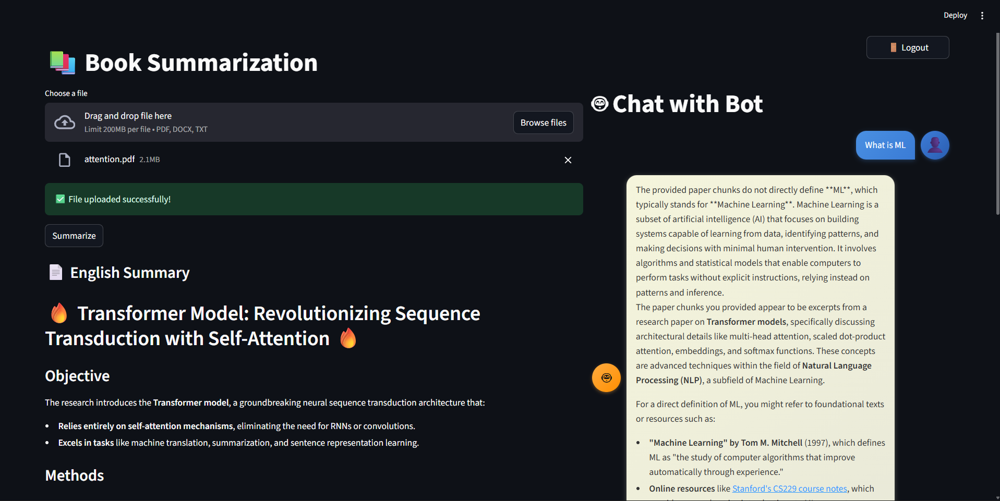 Deploy
Logout
Book Summarization
Choose a file
Drag and drop file here
Limit 200MB per file • PDF, DOCX, TXT
Browse files
attention.pdf 2.1MB
File uploaded successfully!
Summarize
English Summary
Transformer Model: Revolutionizing Sequence
Transduction with Self-Attention
Objective
The research introduces the Transformer model, a groundbreaking neural sequence transduction architecture that:
• Relies entirely on self-attention mechanisms, eliminating the need for RNNs or convolutions.
• Excels in tasks like machine translation, summarization, and sentence representation learning.
Methods
Chat with Bot
What is ML
The provided paper chunks do not directly define **ML**, which
typically stands for **Machine Learning**. Machine Learning is a
subset of artificial intelligence (AI) that focuses on building
systems capable of learning from data, identifying patterns, and
making decisions with minimal human intervention. It involves
algorithms and statistical models that enable computers to
perform tasks without explicit instructions, relying instead on
patterns and inference.
The paper chunks you provided appear to be excerpts from a
research paper on Transformer models, specifically discussing
architectural details like multi-head attention, scaled dot-product
attention, embeddings, and softmax functions. These concepts
are advanced techniques within the field of Natural Language
Processing (NLP), a subfield of Machine Learning.
For a direct definition of ML, you might refer to foundational texts
or resources such as:
• "Machine Learning" by Tom M. Mitchell (1997), which defines
ML as "the study of computer algorithms that improve
automatically through experience."
• Online resources like Stanford's CS229 course notes, which